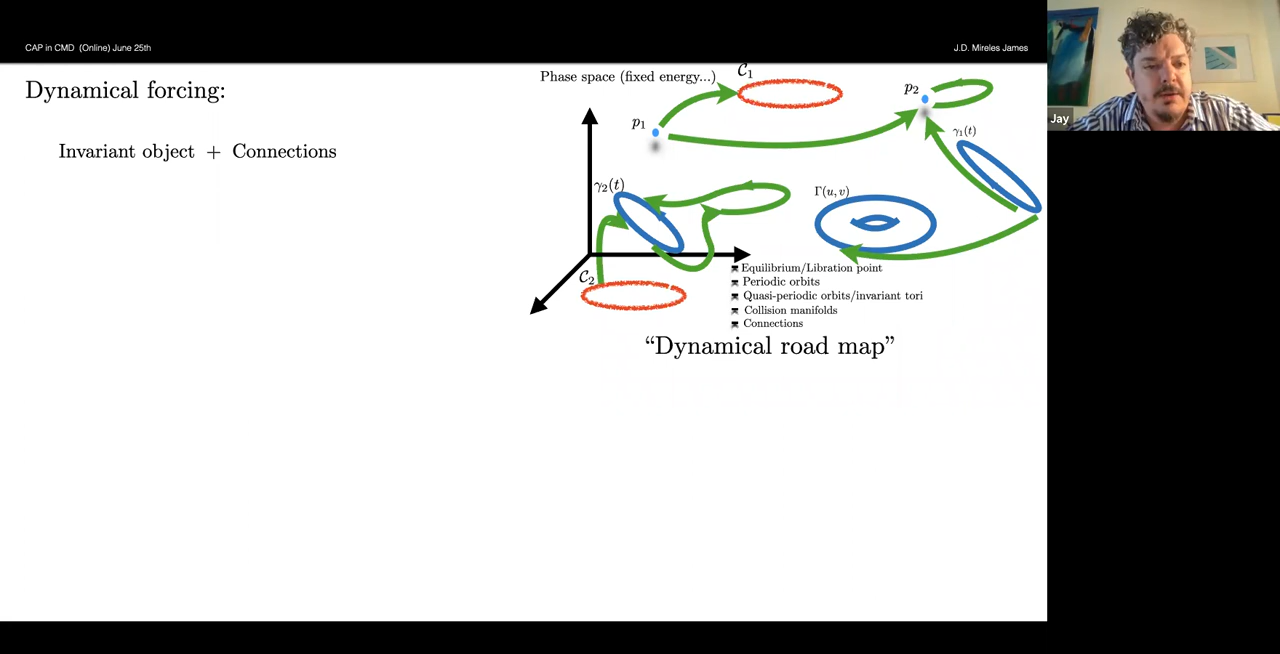 CAP in CMD (Online) June 25th
J.D. Mireles James
Dynamical forcing:
Invariant object + Connections
Phase space (fixed energy...)
𝒞₁
p₁
p₂
γ₁(t)
γ₂(t)
Γ(u, v)
𝒞₂
Equilibrium/Libration point
Periodic orbits
Quasi-periodic orbits/invariant tori
Collision manifolds
Connections
“Dynamical road map”
Jay